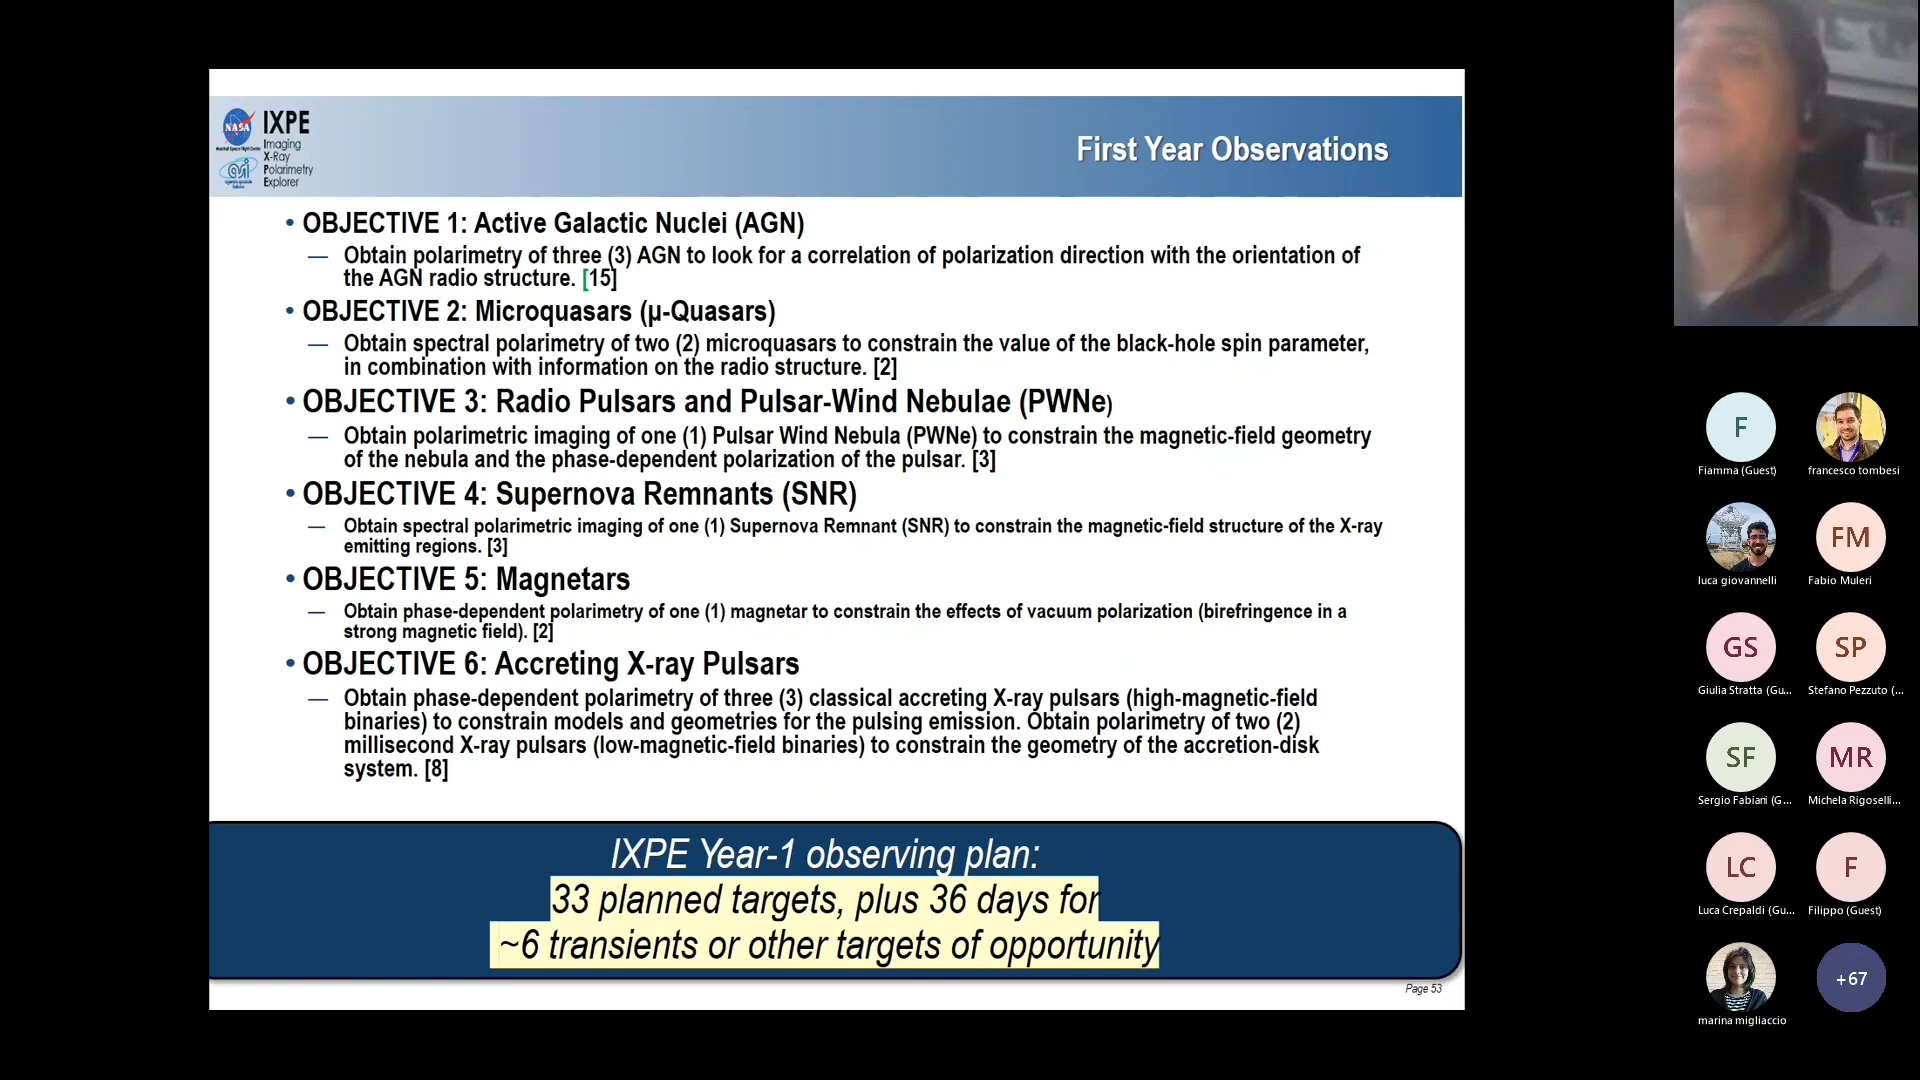 NASA
IXPE
Imaging
X-Ray
Polarimetry
Explorer
asi
First Year Observations
• OBJECTIVE 1: Active Galactic Nuclei (AGN)
— Obtain polarimetry of three (3) AGN to look for a correlation of polarization direction with the orientation of
the AGN radio structure. [15]
• OBJECTIVE 2: Microquasars (µ-Quasars)
— Obtain spectral polarimetry of two (2) microquasars to constrain the value of the black-hole spin parameter,
in combination with information on the radio structure. [2]
• OBJECTIVE 3: Radio Pulsars and Pulsar-Wind Nebulae (PWNe)
— Obtain polarimetric imaging of one (1) Pulsar Wind Nebula (PWNe) to constrain the magnetic-field geometry
of the nebula and the phase-dependent polarization of the pulsar. [3]
• OBJECTIVE 4: Supernova Remnants (SNR)
— Obtain spectral polarimetric imaging of one (1) Supernova Remnant (SNR) to constrain the magnetic-field structure of the X-ray
emitting regions. [3]
• OBJECTIVE 5: Magnetars
— Obtain phase-dependent polarimetry of one (1) magnetar to constrain the effects of vacuum polarization (birefringence in a
strong magnetic field). [2]
• OBJECTIVE 6: Accreting X-ray Pulsars
— Obtain phase-dependent polarimetry of three (3) classical accreting X-ray pulsars (high-magnetic-field
binaries) to constrain models and geometries for the pulsing emission. Obtain polarimetry of two (2)
millisecond X-ray pulsars (low-magnetic-field binaries) to constrain the geometry of the accretion-disk
system. [8]
IXPE Year-1 observing plan:
33 planned targets, plus 36 days for
~6 transients or other targets of opportunity
Page 53
F
Fiamma (Guest)
francesco tombesi
luca giovannelli
FM
Fabio Muleri
GS
Giulia Stratta (Gu...
SP
Stefano Pezzuto (...
SF
Sergio Fabiani (G...
MR
Michela Rigoselli...
LC
Luca Crepaldi (Gu...
F
Filippo (Guest)
marina migliaccio
+67